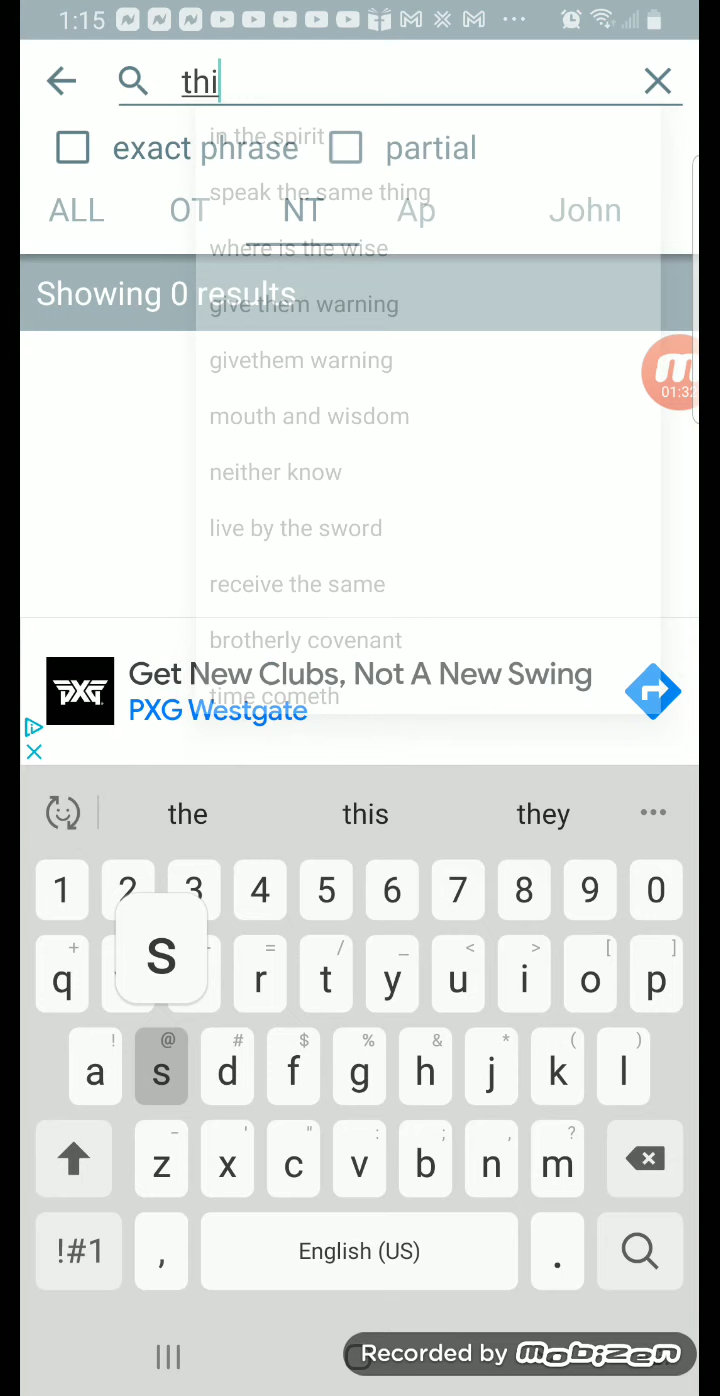 1:15
thi
in the spirit
exact phrase partial
speak the same thing
ALL OT NT Ap John
where is the wise
Showing 0 results
give them warning
givethem warning
01:32
mouth and wisdom
neither know
live by the sword
receive the same
brotherly covenant
PXG
Get New Clubs, Not A New Swing
time cometh
PXG Westgate
the this they
1 2 3 4 5 6 7 8 9 0
s
+ = / _ < > [ ]
q r t y u i o p
! @ # $ % & * ( )
a s d f g h j k l
- ' " : ; , ?
z x c v b n m
!#1 , English (US) .
Recorded by mobizen